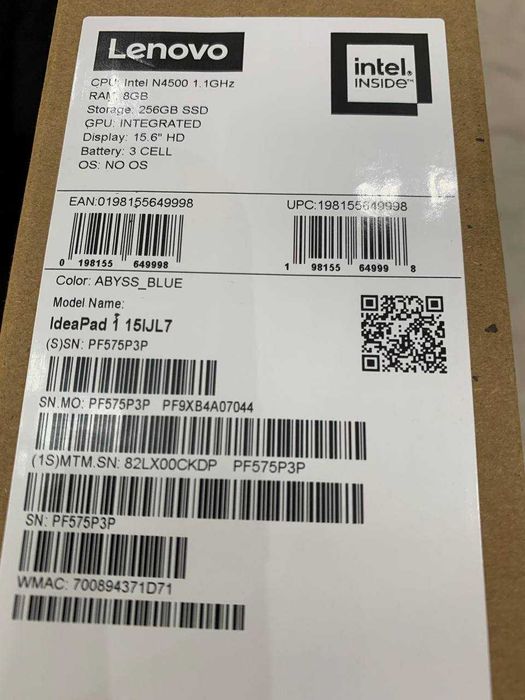 Lenovo
intel.
INSIDE™
CPU: Intel N4500 1.1GHz
RAM: 8GB
Storage: 256GB SSD
GPU: INTEGRATED
Display: 15.6" HD
Battery: 3 CELL
OS: NO OS
EAN:0198155649998
UPC:198155649998
0 198155 649998
1 98155 64999 8
Color: ABYSS_BLUE
Model Name:
IdeaPad 1 15IJL7
(S)SN: PF575P3P
SN.MO: PF575P3P PF9XB4A07044
(1S)MTM.SN: 82LX00CKDP PF575P3P
SN: PF575P3P
WMAC: 700894371D71